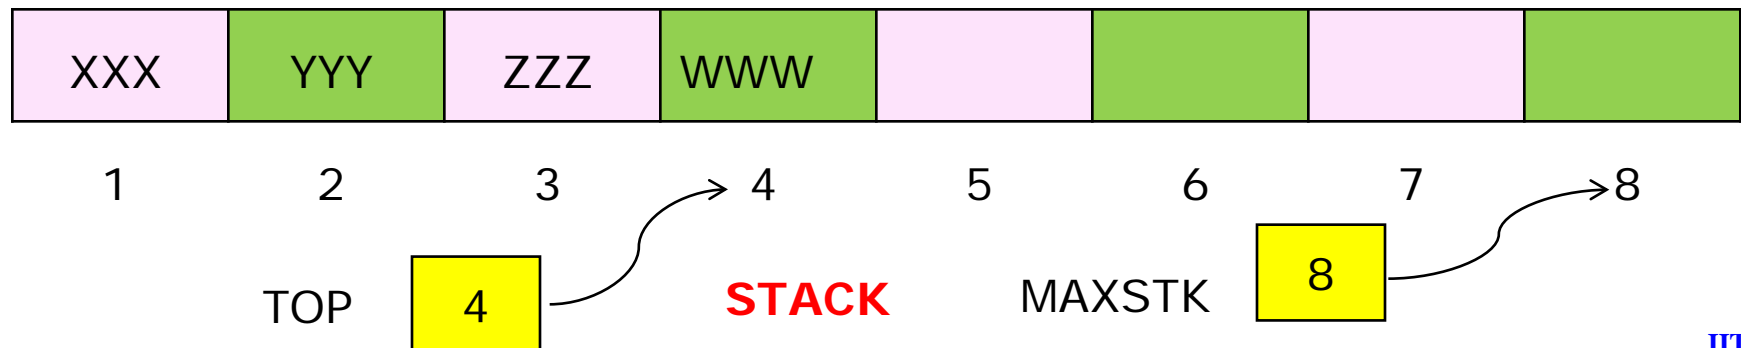 XXX YYY ZZZ WWW
1 2 3 4 5 6 7 8
TOP 4 STACK MAXSTK 8